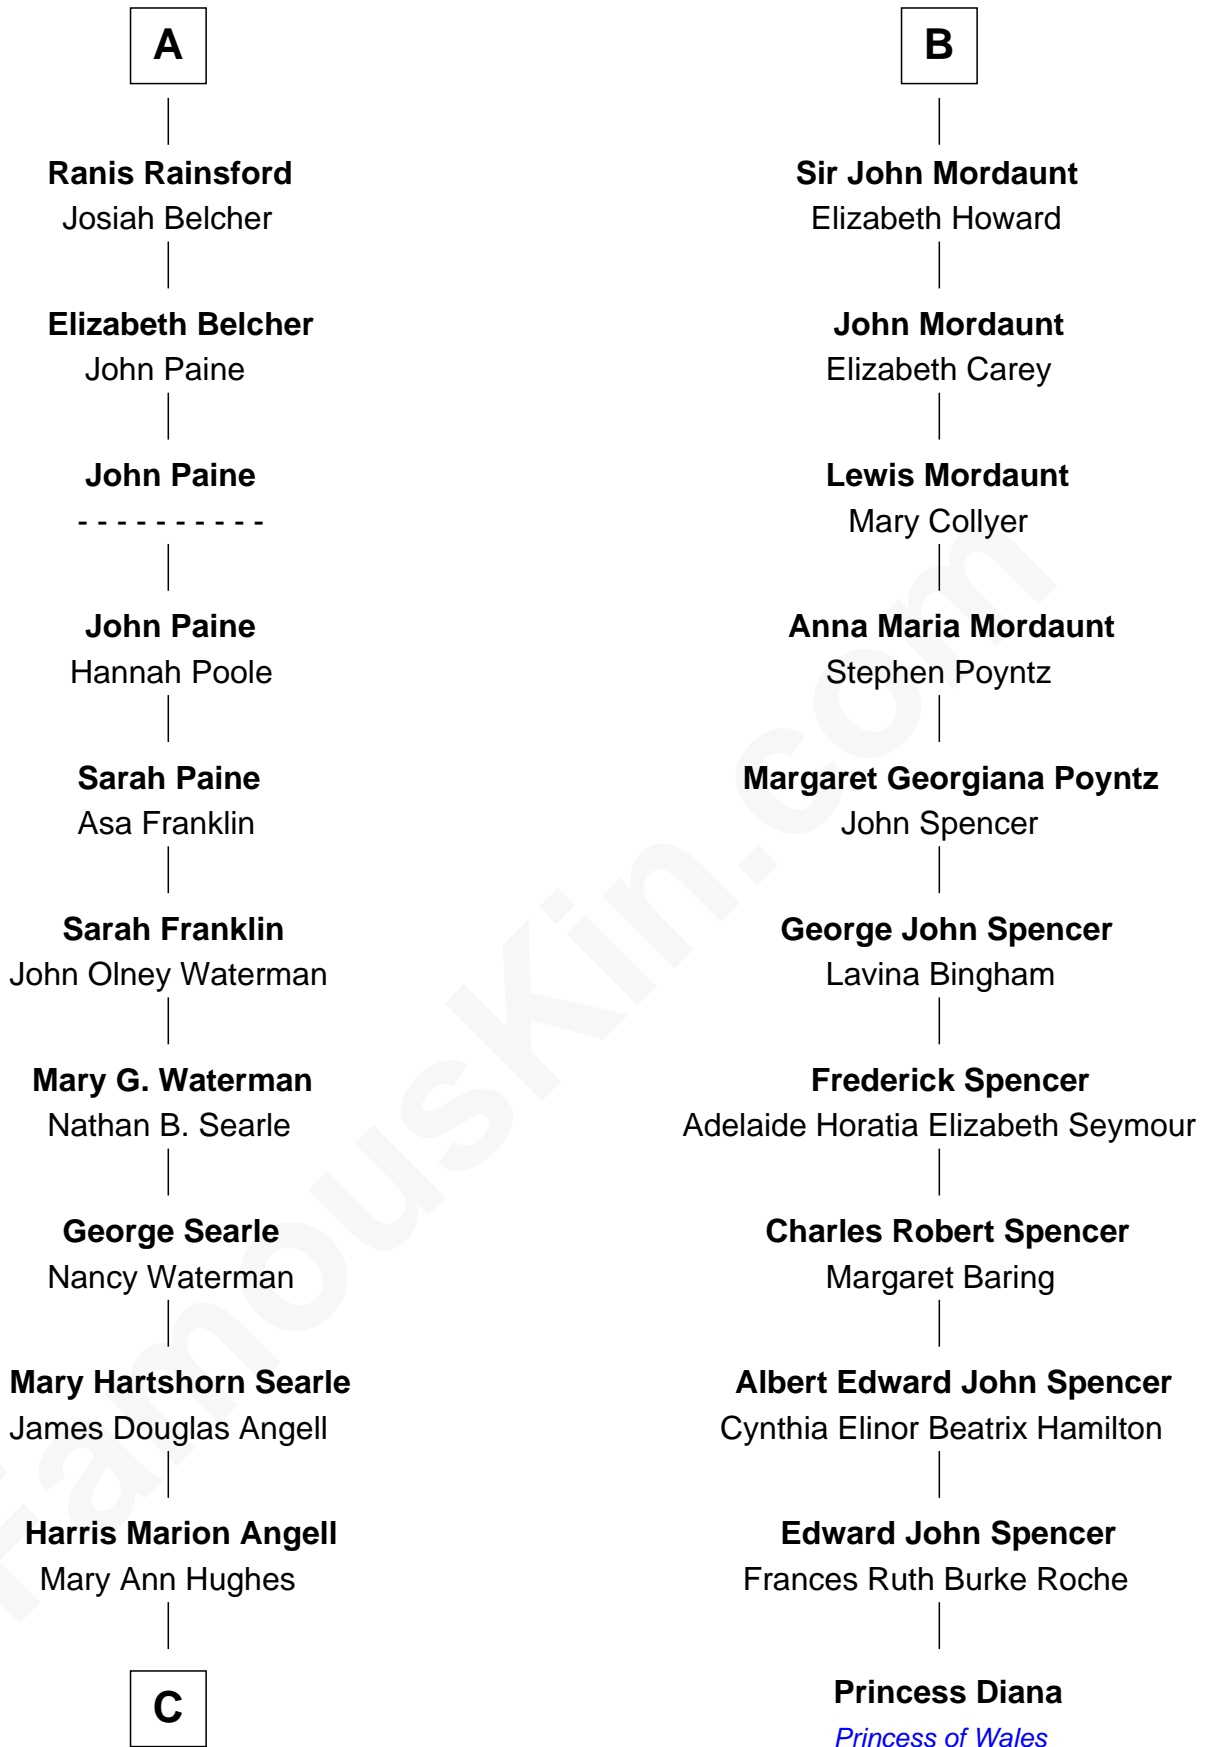 A
Ranis Rainsford
Josiah Belcher
Elizabeth Belcher
John Paine
John Paine
- - - - - - - - - -
John Paine
Hannah Poole
Sarah Paine
Asa Franklin
Sarah Franklin
John Olney Waterman
Mary G. Waterman
Nathan B. Searle
George Searle
Nancy Waterman
Mary Hartshorn Searle
James Douglas Angell
Harris Marion Angell
Mary Ann Hughes
C
B
Sir John Mordaunt
Elizabeth Howard
John Mordaunt
Elizabeth Carey
Lewis Mordaunt
Mary Collyer
Anna Maria Mordaunt
Stephen Poyntz
Margaret Georgiana Poyntz
John Spencer
George John Spencer
Lavina Bingham
Frederick Spencer
Adelaide Horatia Elizabeth Seymour
Charles Robert Spencer
Margaret Baring
Albert Edward John Spencer
Cynthia Elinor Beatrix Hamilton
Edward John Spencer
Frances Ruth Burke Roche
Princess Diana
Princess of Wales
FamousKin.com